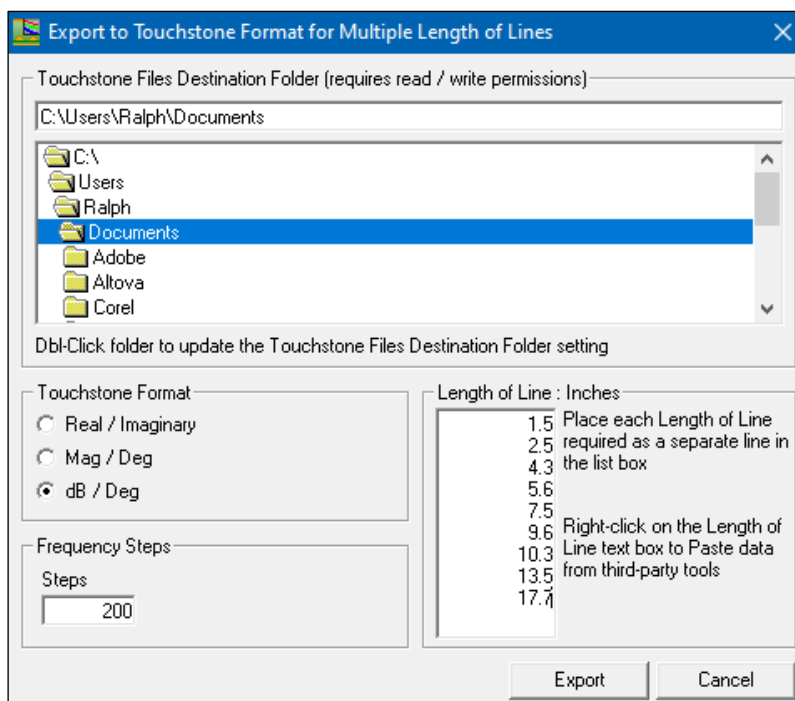 Export to Touchstone Format for Multiple Length of Lines
Touchstone Files Destination Folder (requires read / write permissions)
C:\Users\Ralph\Documents
C:\
Users
Ralph
Documents
Adobe
Altova
Corel
Dbl-Click folder to update the Touchstone Files Destination Folder setting
Touchstone Format
Real / Imaginary
Mag / Deg
dB / Deg
Frequency Steps
Steps
200
Length of Line : Inches
1.5
2.5
4.3
5.6
7.5
9.6
10.3
13.5
17.7
Place each Length of Line
required as a separate line in
the list box
Right-click on the Length of
Line text box to Paste data
from third-party tools
Export
Cancel